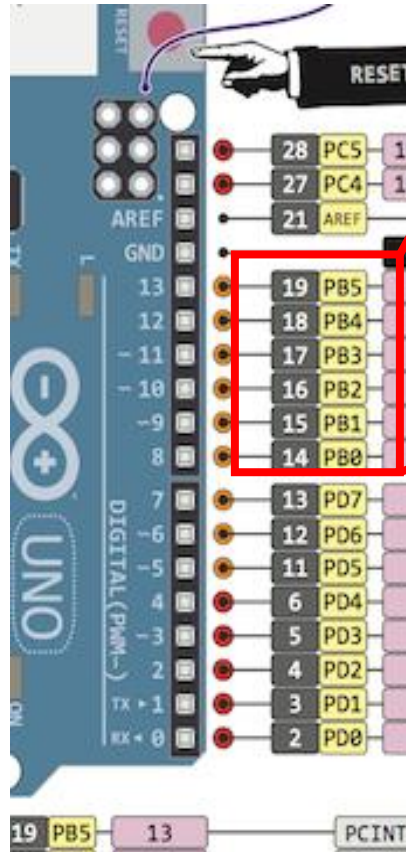 RESET
RESET
28 PC5 1
27 PC4 1
AREF 21 AREF
GND
L
TX
13 19 PB5
12 18 PB4
~11 17 PB3
~10 16 PB2
~9 15 PB1
8 14 PB0
7 13 PD7
~6 12 PD6
~5 11 PD5
4 6 PD4
~3 5 PD3
2 4 PD2
TX ▸ 1 3 PD1
RX ◂ 0 2 PD0
DIGITAL (PWM~)
UNO
ON
19 PB5 13 PCINT